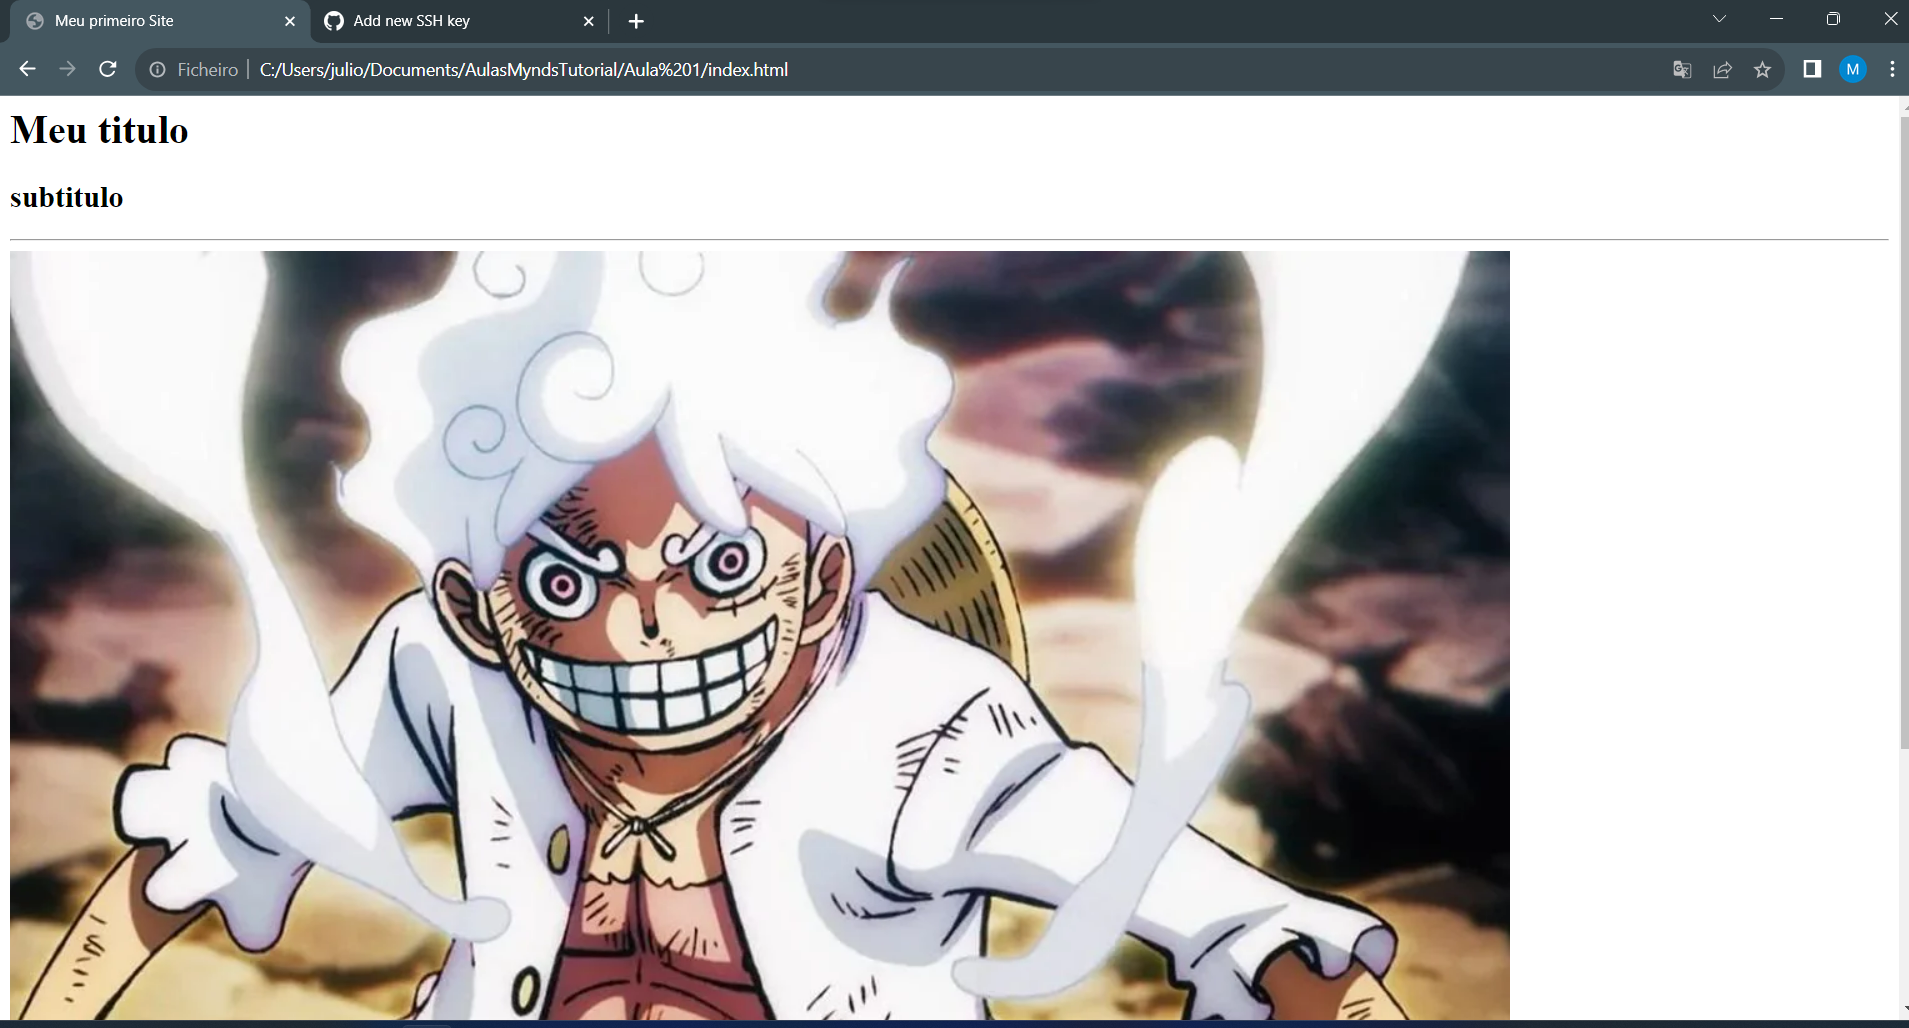 Meu primeiro Site
Add new SSH key
Ficheiro
C:/Users/julio/Documents/AulasMyndsTutorial/Aula%201/index.html
M
Meu titulo
subtitulo